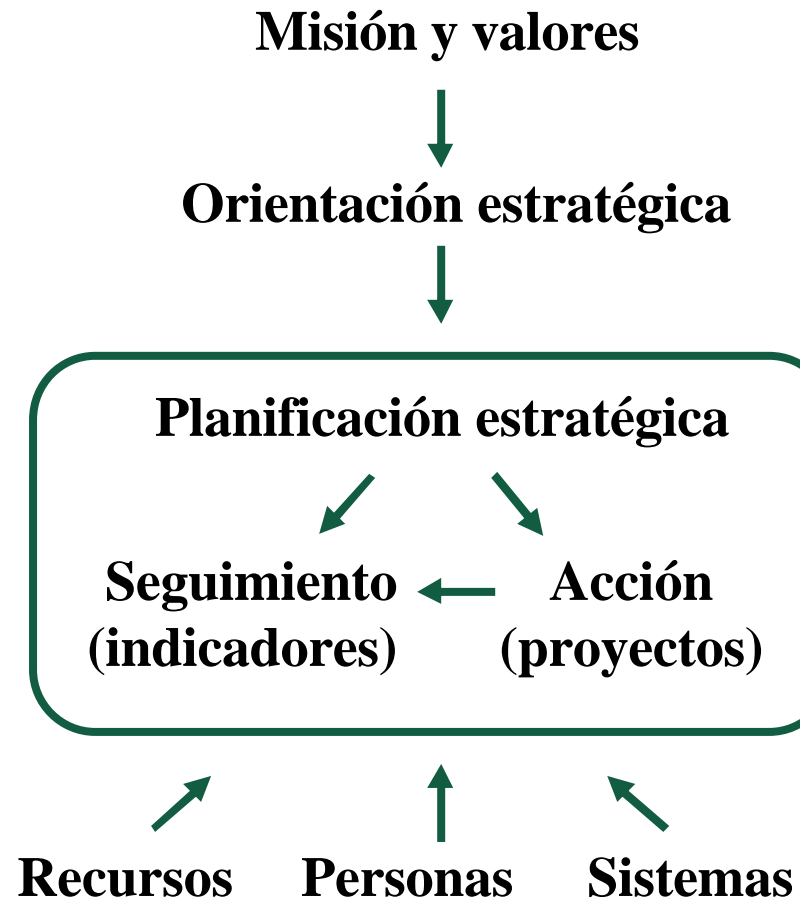 Misión y valores
Orientación estratégica
Planificación estratégica
Seguimiento
(indicadores)
Acción
(proyectos)
Recursos
Personas
Sistemas